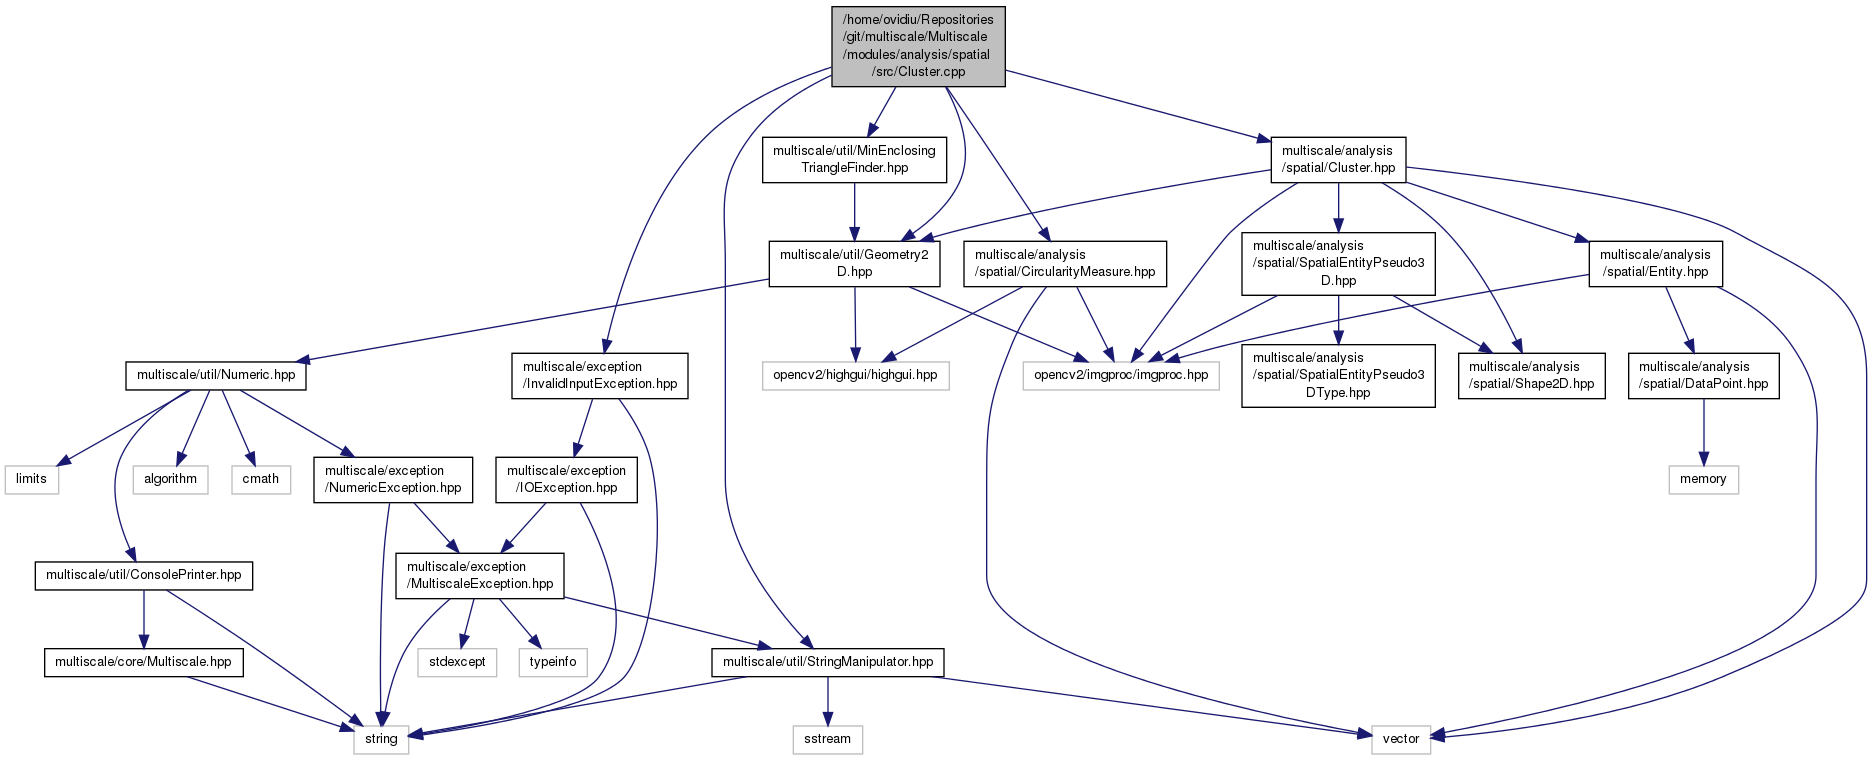 /home/ovidiu/Repositories
/git/multiscale/Multiscale
/modules/analysis/spatial
/src/Cluster.cpp
multiscale/util/MinEnclosing
TriangleFinder.hpp
multiscale/analysis
/spatial/Cluster.hpp
multiscale/util/Geometry2
D.hpp
multiscale/analysis
/spatial/CircularityMeasure.hpp
multiscale/analysis
/spatial/SpatialEntityPseudo3
D.hpp
multiscale/analysis
/spatial/Entity.hpp
multiscale/util/Numeric.hpp
multiscale/exception
/InvalidInputException.hpp
opencv2/highgui/highgui.hpp
opencv2/imgproc/imgproc.hpp
multiscale/analysis
/spatial/SpatialEntityPseudo3
DType.hpp
multiscale/analysis
/spatial/Shape2D.hpp
multiscale/analysis
/spatial/DataPoint.hpp
limits
algorithm
cmath
multiscale/exception
/NumericException.hpp
multiscale/exception
/IOException.hpp
memory
multiscale/util/ConsolePrinter.hpp
multiscale/exception
/MultiscaleException.hpp
multiscale/core/Multiscale.hpp
stdexcept
typeinfo
multiscale/util/StringManipulator.hpp
string
sstream
vector